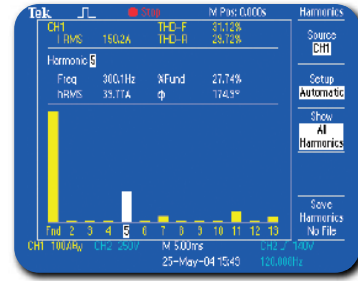 Tek Stop M Pos: 0.000s Harmonics
CH1 THD-F 31.12%
I RMS 150.2A THD-R 29.72%
Source
CH1
Harmonic 5
Freq 300.1Hz %Fund 27.74%
hRMS 39.77A ф 174.3°
Setup
Automatic
Show
All
Harmonics
Save
Harmonics
No File
Fnd 2 3 4 5 6 7 8 9 10 11 12 13
CH1 100A CH2 250V M 5.00ms CH2 140V
25-May-04 15:43 120.000Hz